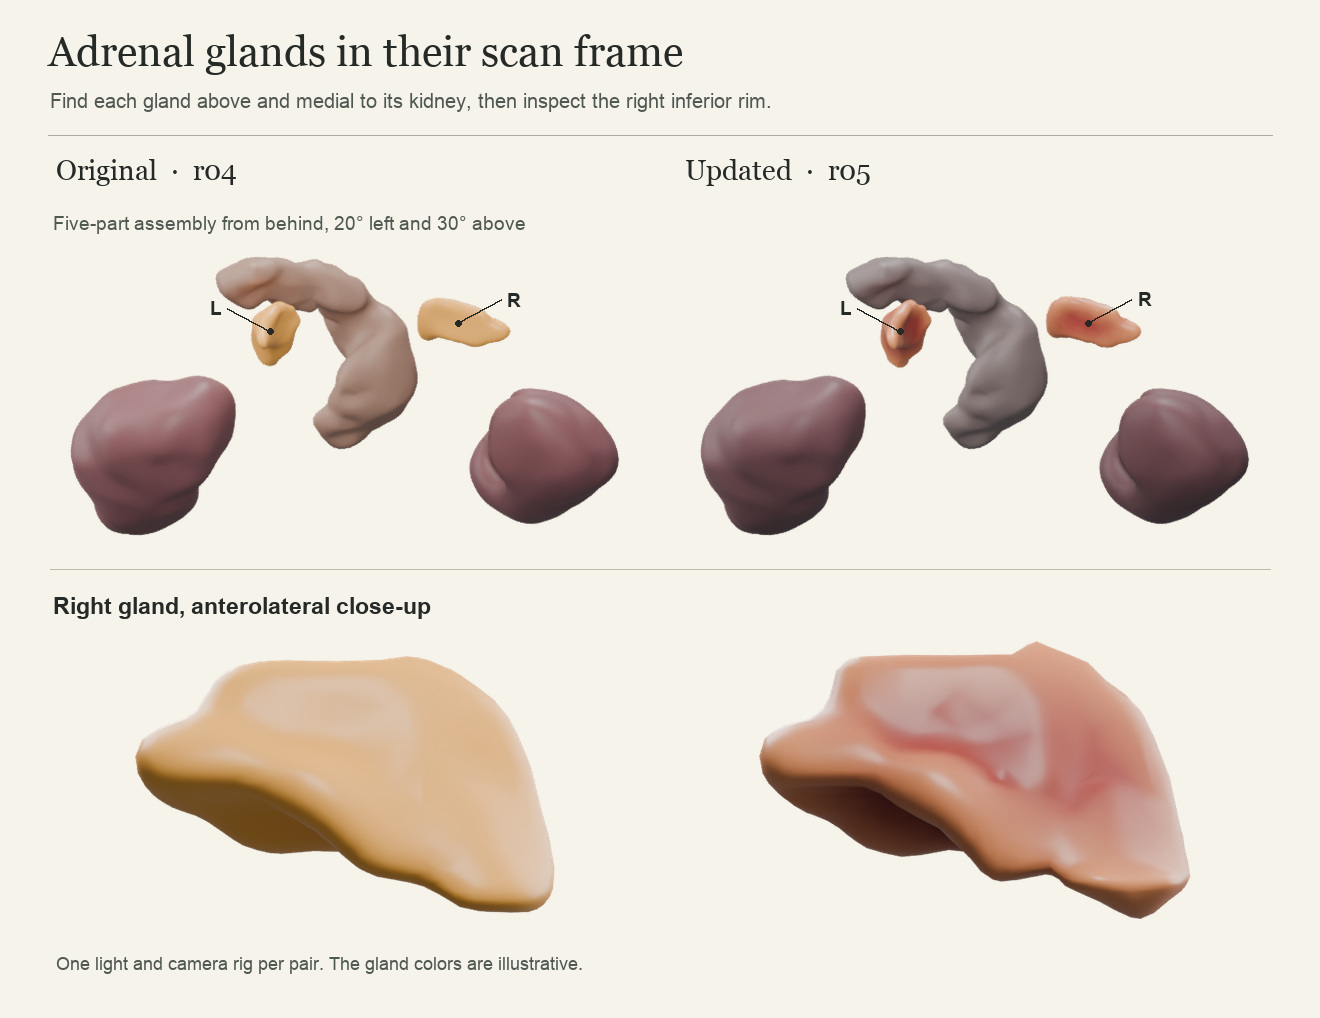 Adrenal glands in their scan frame
Find each gland above and medial to its kidney, then inspect the right inferior rim.
Original · r04
Updated · r05
Five-part assembly from behind, 20° left and 30° above
L
R
L
R
Right gland, anterolateral close-up
One light and camera rig per pair. The gland colors are illustrative.